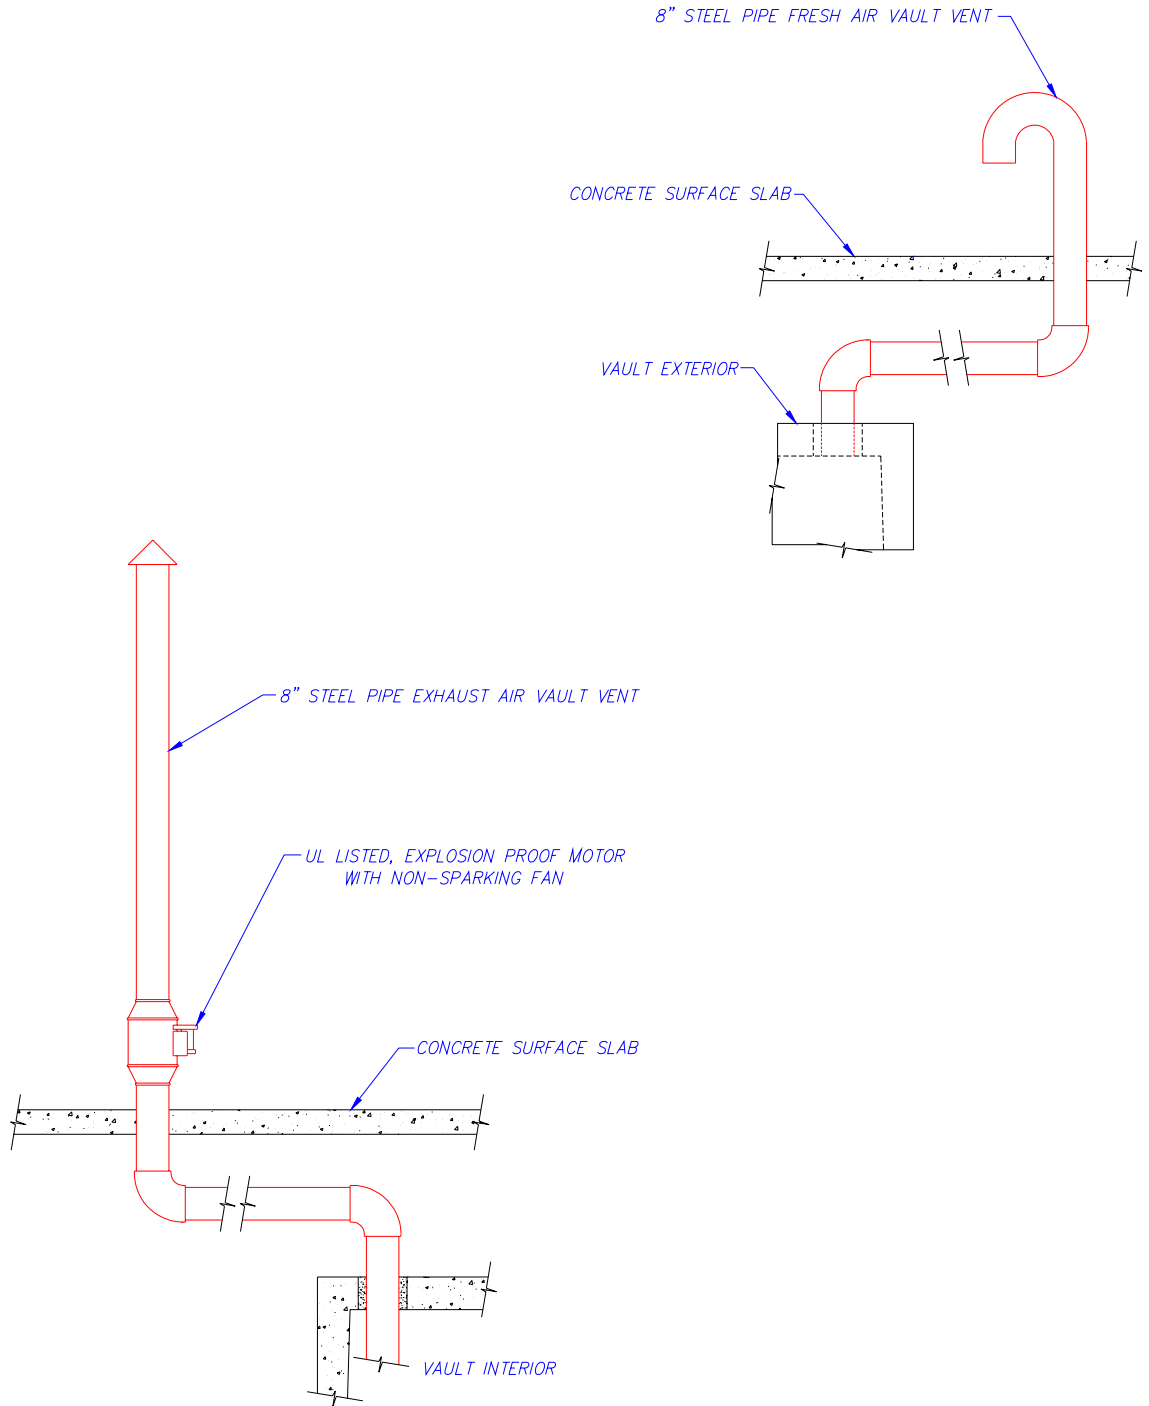 8” STEEL PIPE FRESH AIR VAULT VENT
CONCRETE SURFACE SLAB
VAULT EXTERIOR
8” STEEL PIPE EXHAUST AIR VAULT VENT
UL LISTED, EXPLOSION PROOF MOTOR
WITH NON-SPARKING FAN
CONCRETE SURFACE SLAB
VAULT INTERIOR